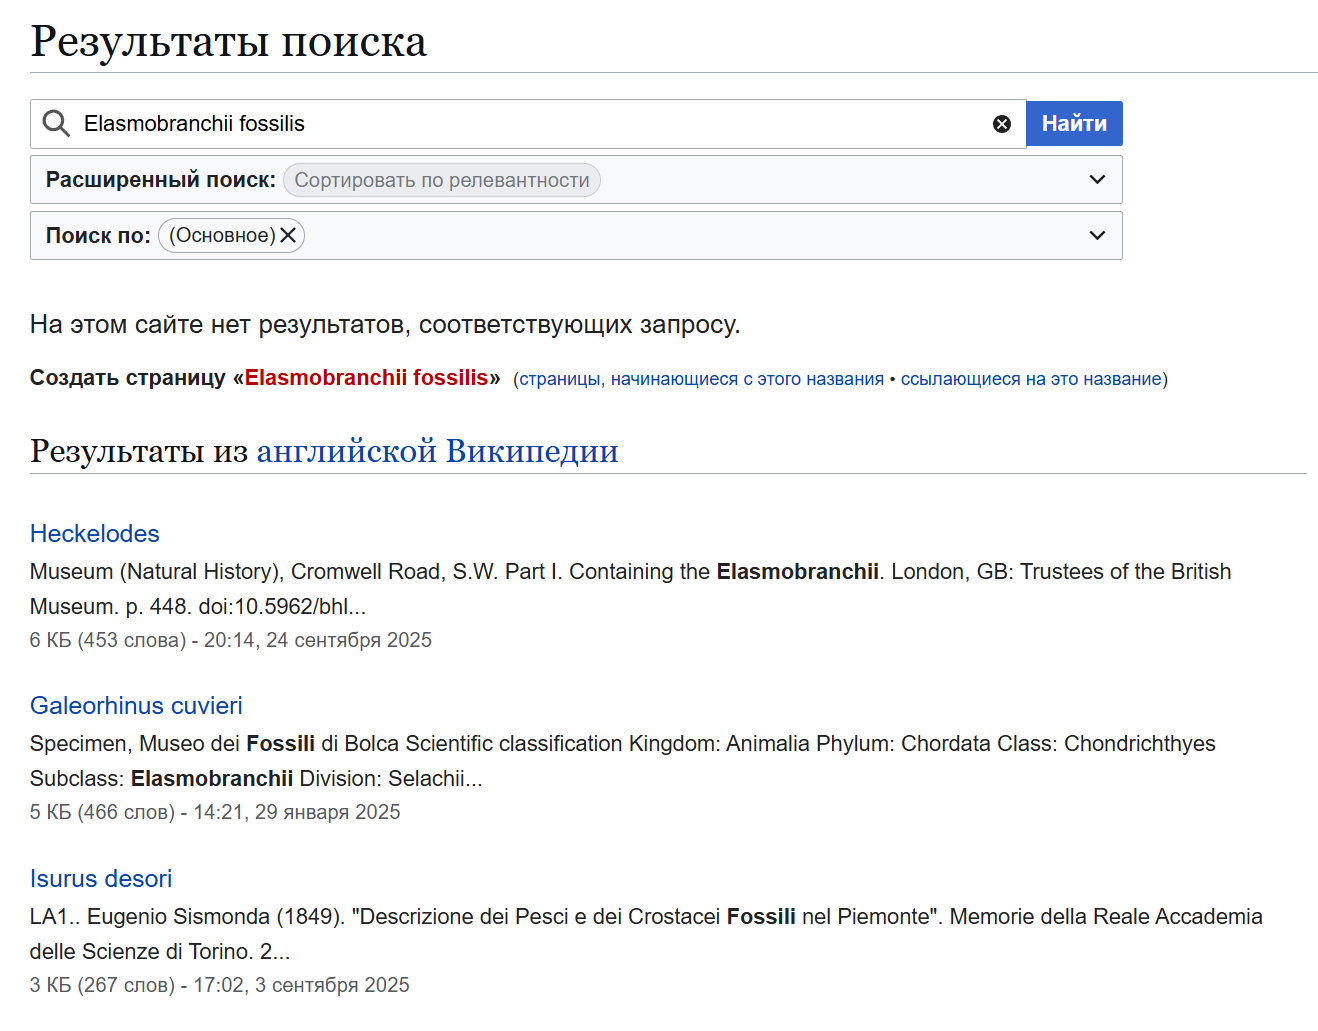 Результаты поиска
Elasmobranchii fossilis
Найти
Расширенный поиск: Сортировать по релевантности
Поиск по: (Основное)
На этом сайте нет результатов, соответствующих запросу.
Создать страницу «Elasmobranchii fossilis» (страницы, начинающиеся с этого названия • ссылающиеся на это название)
Результаты из английской Википедии
Heckelodes
Museum (Natural History), Cromwell Road, S.W. Part I. Containing the Elasmobranchii. London, GB: Trustees of the British
Museum. p. 448. doi:10.5962/bhl...
6 КБ (453 слова) - 20:14, 24 сентября 2025
Galeorhinus cuvieri
Specimen, Museo dei Fossili di Bolca Scientific classification Kingdom: Animalia Phylum: Chordata Class: Chondrichthyes
Subclass: Elasmobranchii Division: Selachii...
5 КБ (466 слов) - 14:21, 29 января 2025
Isurus desori
LA1.. Eugenio Sismonda (1849). "Descrizione dei Pesci e dei Crostacei Fossili nel Piemonte". Memorie della Reale Accademia
delle Scienze di Torino. 2...
3 КБ (267 слов) - 17:02, 3 сентября 2025